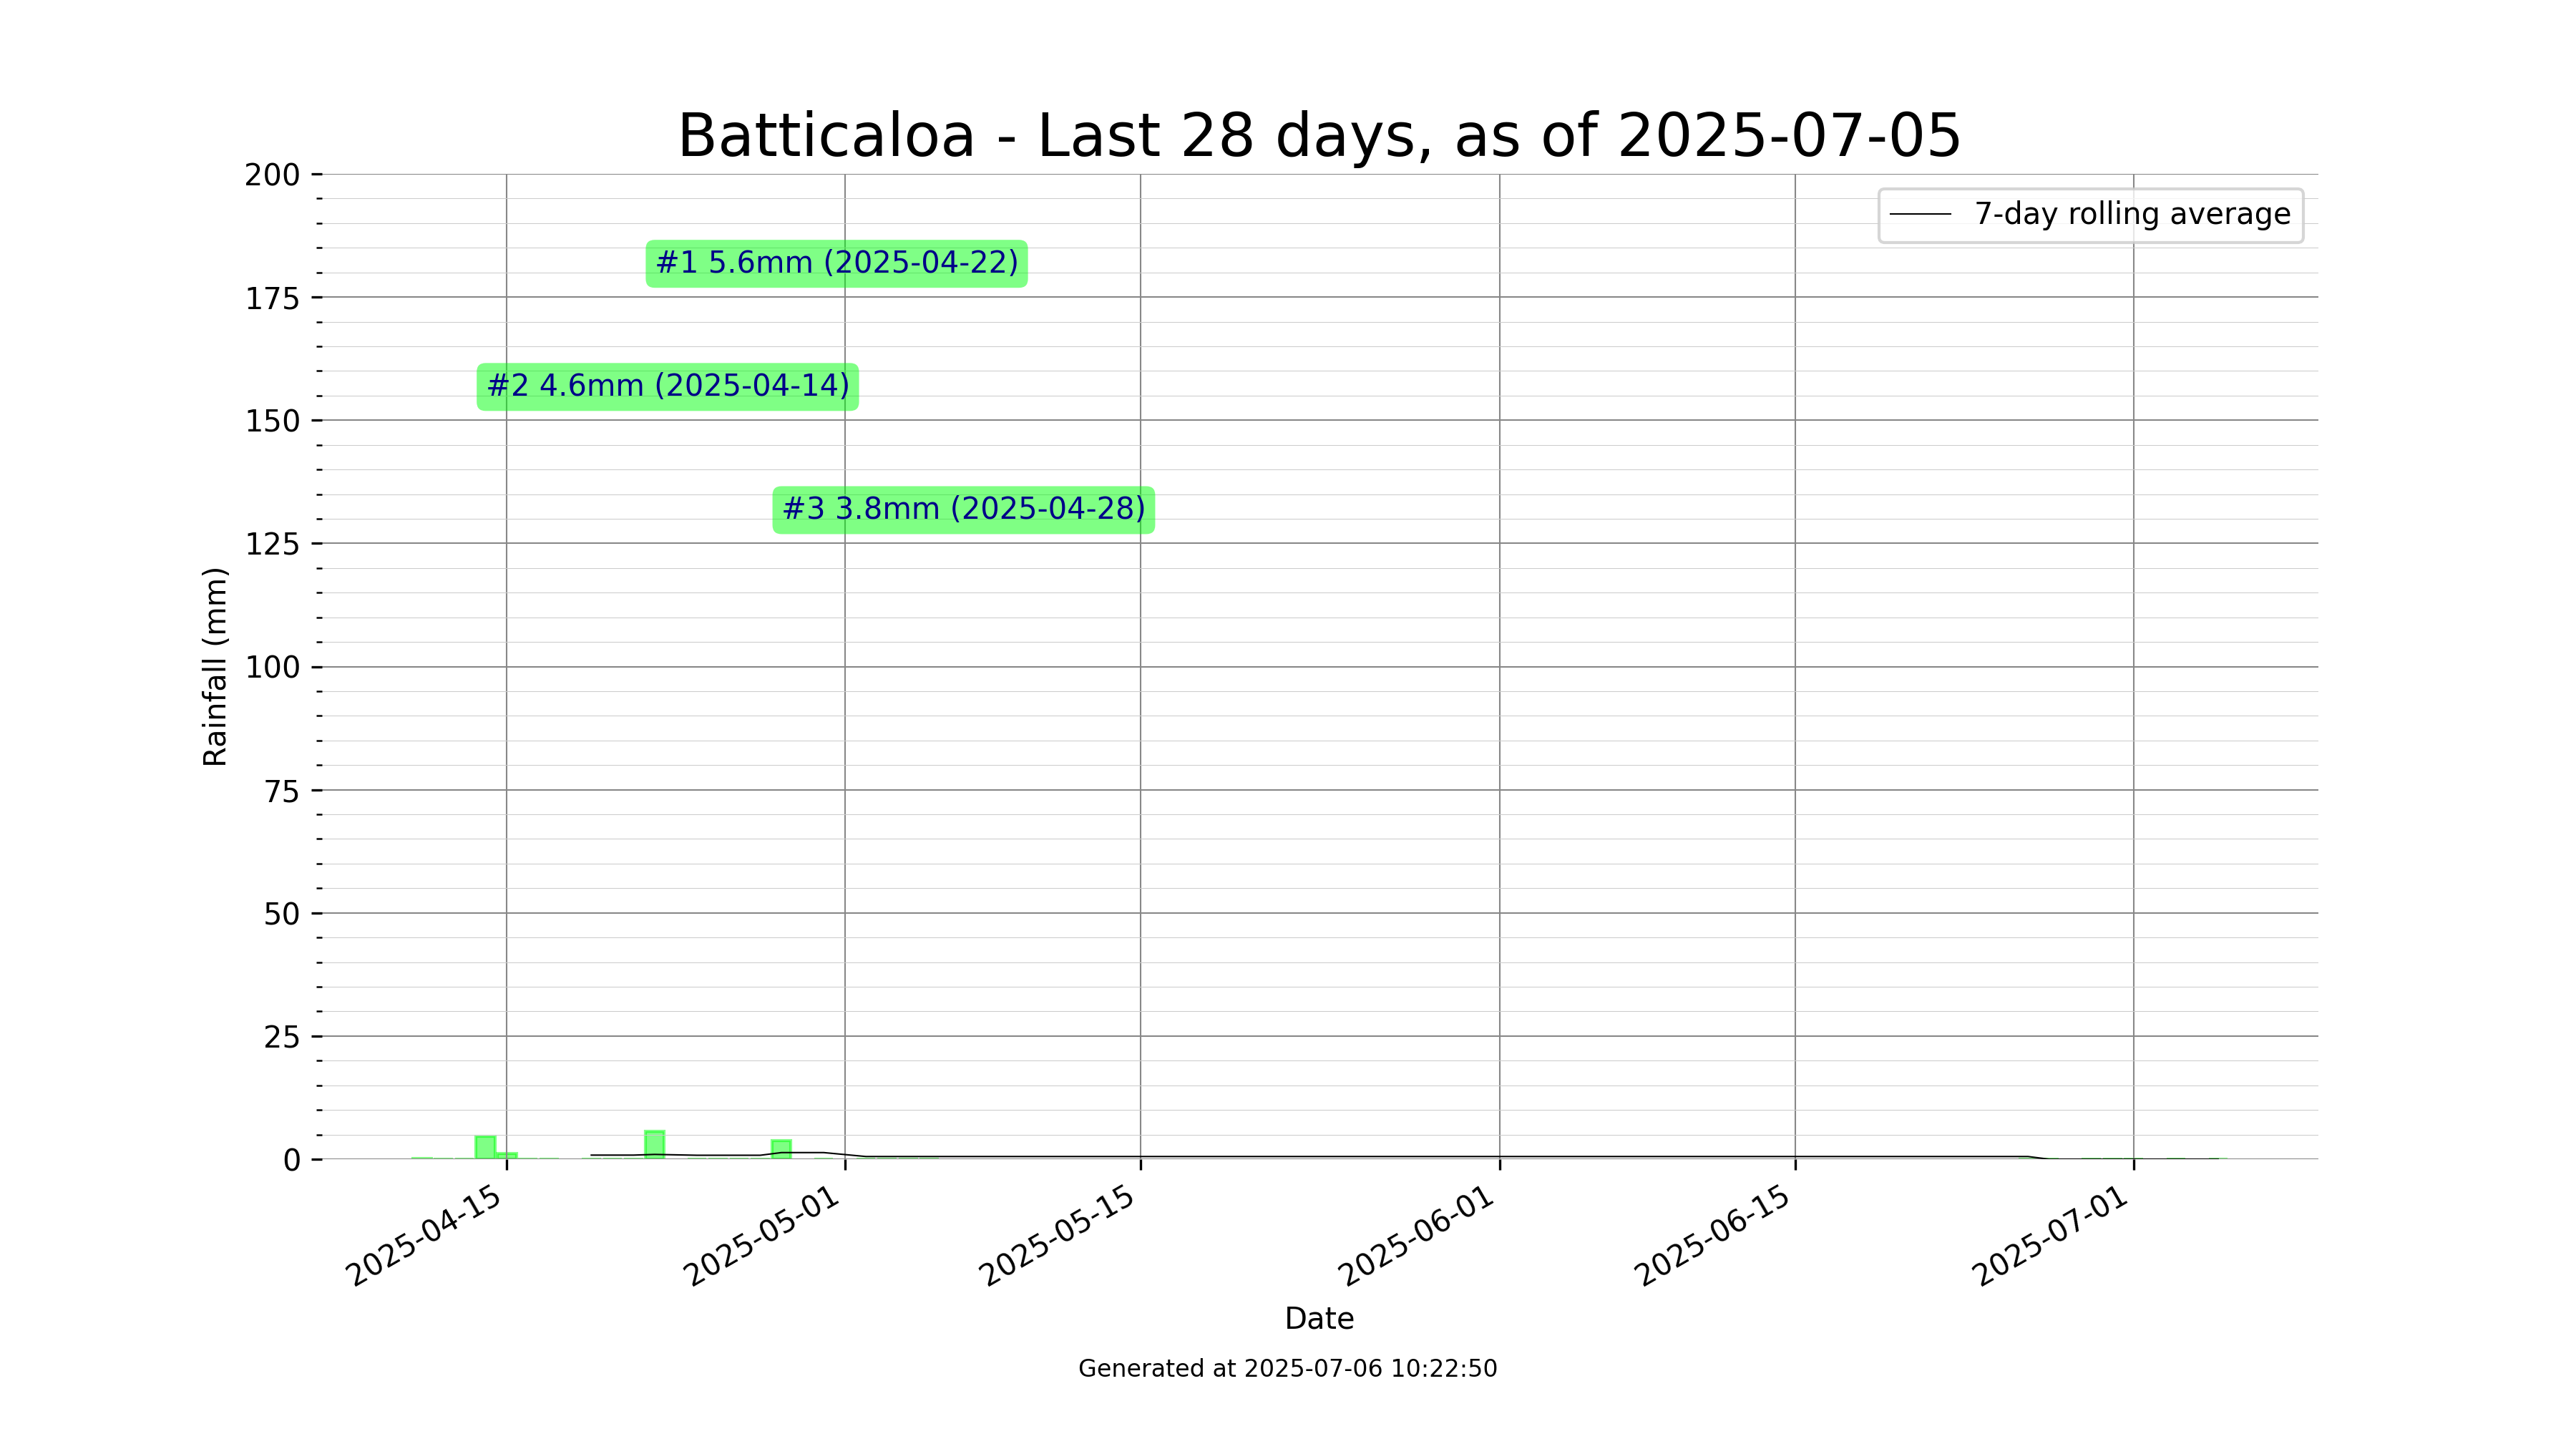 Batticaloa - Last 28 days, as of 2025-07-05
200
175
150
125
100
75
50
25
0
Rainfall (mm)
7-day rolling average
#1 5.6mm (2025-04-22)
#2 4.6mm (2025-04-14)
#3 3.8mm (2025-04-28)
2025-04-15
2025-05-01
2025-05-15
2025-06-01
2025-06-15
2025-07-01
Date
Generated at 2025-07-06 10:22:50